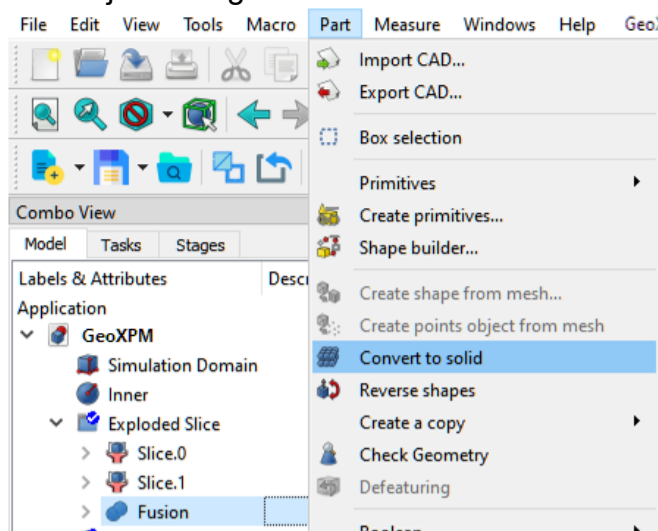 File Edit View Tools Macro Part Measure Windows Help
Import CAD...
Export CAD...
Box selection
Primitives
Combo View
Create primitives...
Model Tasks Stages
Shape builder...
Labels & Attributes
Create shape from mesh...
Application
Create points object from mesh
GeoXPM
Convert to solid
Simulation Domain
Reverse shapes
Inner
Create a copy
Exploded Slice
Check Geometry
Slice.0
Defeaturing
Slice.1
Fusion